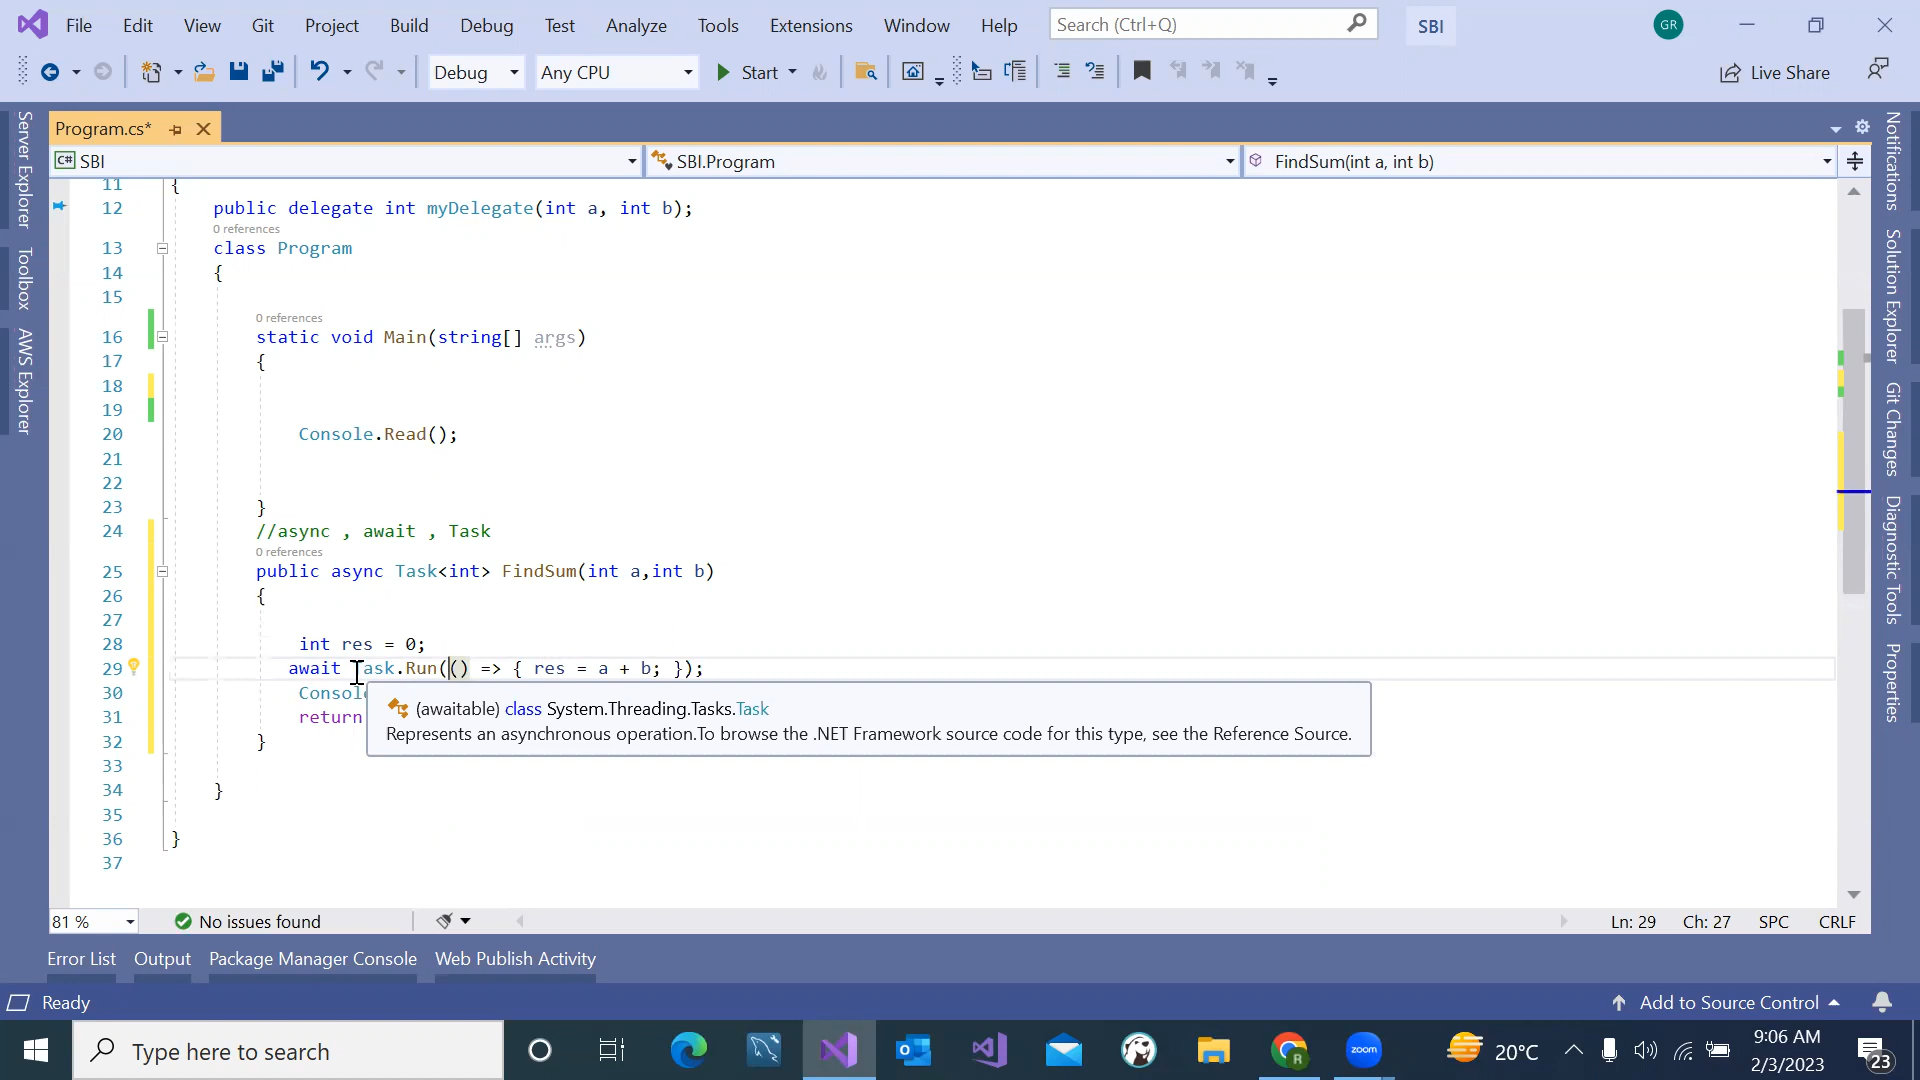 File Edit View Git Project Build Debug Test Analyze Tools Extensions Window Help Search (Ctrl+Q) SBI GR
Debug Any CPU Start Live Share
Program.cs*
C# SBI SBI.Program FindSum(int a, int b)
11 {
12 public delegate int myDelegate(int a, int b);
0 references
13 class Program
14 {
15
0 references
16 static void Main(string[] args)
17 {
18
19
20 Console.Read();
21
22
23 }
24 //async , await , Task
0 references
25 public async Task<int> FindSum(int a,int b)
26 {
27
28 int res = 0;
29 await Task.Run(() => { res = a + b; });
30 Consol
31 return
32 }
33
34 }
35
36 }
37
(awaitable) class System.Threading.Tasks.Task
Represents an asynchronous operation.To browse the .NET Framework source code for this type, see the Reference Source.
Server Explorer
Toolbox
AWS Explorer
Notifications
Solution Explorer
Git Changes
Diagnostic Tools
Properties
81 % No issues found Ln: 29 Ch: 27 SPC CRLF
Error List Output Package Manager Console Web Publish Activity
Ready Add to Source Control
Type here to search zoom 20°C 9:06 AM
2/3/2023
23